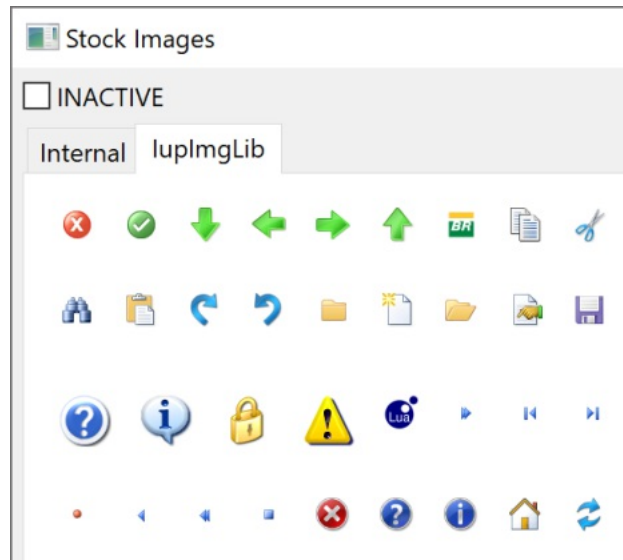 Stock Images
INACTIVE
Internal IupImgLib
BR
Lua